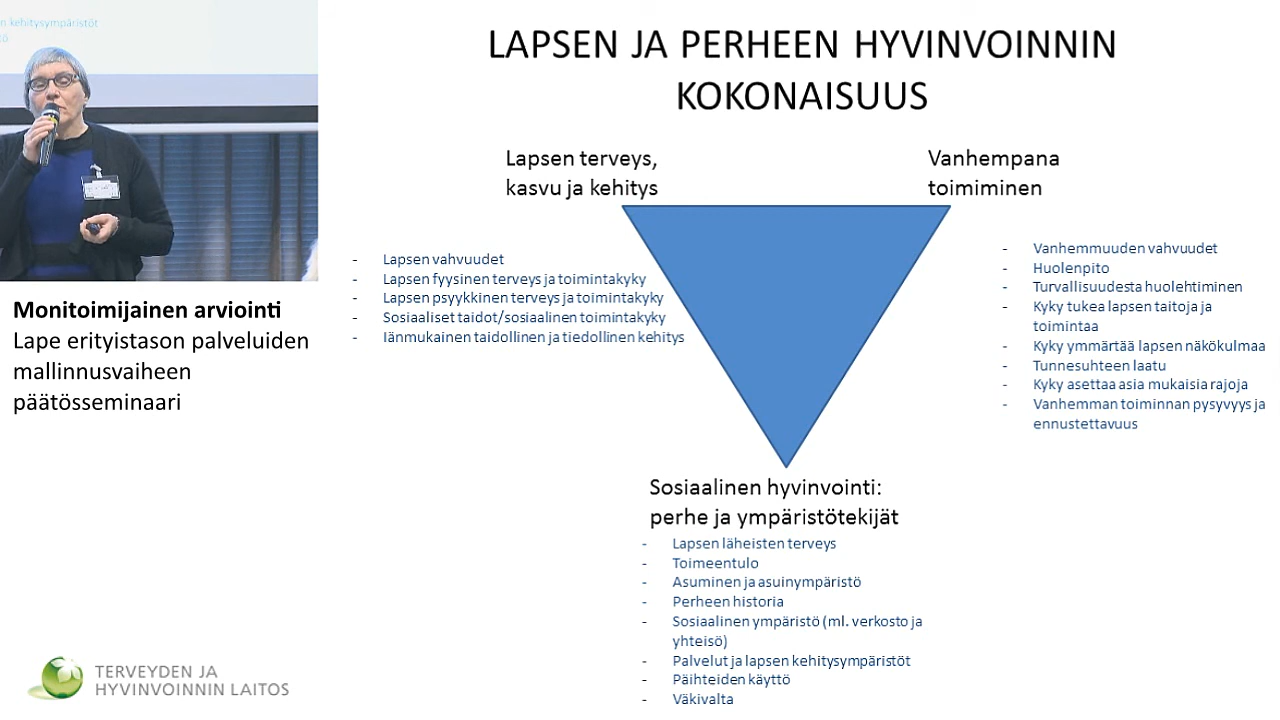 n kehitysympäristöt
LAPSEN JA PERHEEN HYVINVOINNIN
KOKONAISUUS
Lapsen terveys,
kasvu ja kehitys
Vanhempana
toimiminen
- Lapsen vahvuudet
- Lapsen fyysinen terveys ja toimintakyky
- Lapsen psyykkinen terveys ja toimintakyky
- Sosiaaliset taidot/sosiaalinen toimintakyky
- Iänmukainen taidollinen ja tiedollinen kehitys
- Vanhemmuuden vahvuudet
- Huolenpito
- Turvallisuudesta huolehtiminen
- Kyky tukea lapsen taitoja ja
toimintaa
- Kyky ymmärtää lapsen näkökulmaa
- Tunnesuhteen laatu
- Kyky asettaa asia mukaisia rajoja
- Vanhemman toiminnan pysyvyys ja
ennustettavuus
Monitoimijainen arviointi
Lape erityistason palveluiden
mallinnusvaiheen
päätösseminaari
Sosiaalinen hyvinvointi:
perhe ja ympäristötekijät
- Lapsen läheisten terveys
- Toimeentulo
- Asuminen ja asuinympäristö
- Perheen historia
- Sosiaalinen ympäristö (ml. verkosto ja
yhteisö)
- Palvelut ja lapsen kehitysympäristöt
- Päihteiden käyttö
- Väkivalta
TERVEYDEN JA
HYVINVOINNIN LAITOS